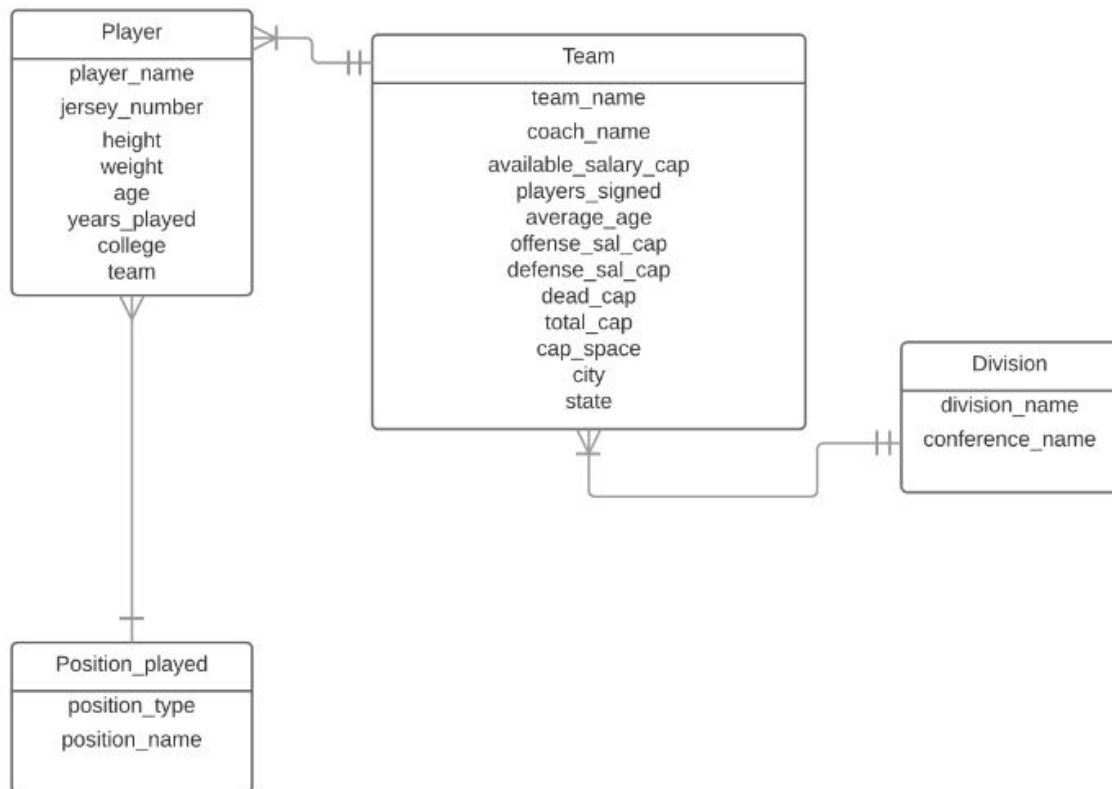 Player
player_name
jersey_number
height
weight
age
years_played
college
team
Team
team_name
coach_name
available_salary_cap
players_signed
average_age
offense_sal_cap
defense_sal_cap
dead_cap
total_cap
cap_space
city
state
Division
division_name
conference_name
Position_played
position_type
position_name